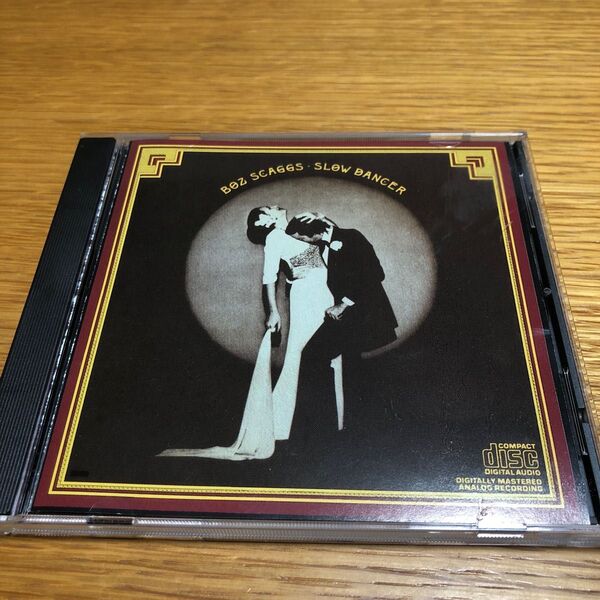 BOZ SCAGGS · SLOW DANCER
COMPACT
disc
DIGITAL AUDIO
DIGITALLY MASTERED
ANALOG RECORDING